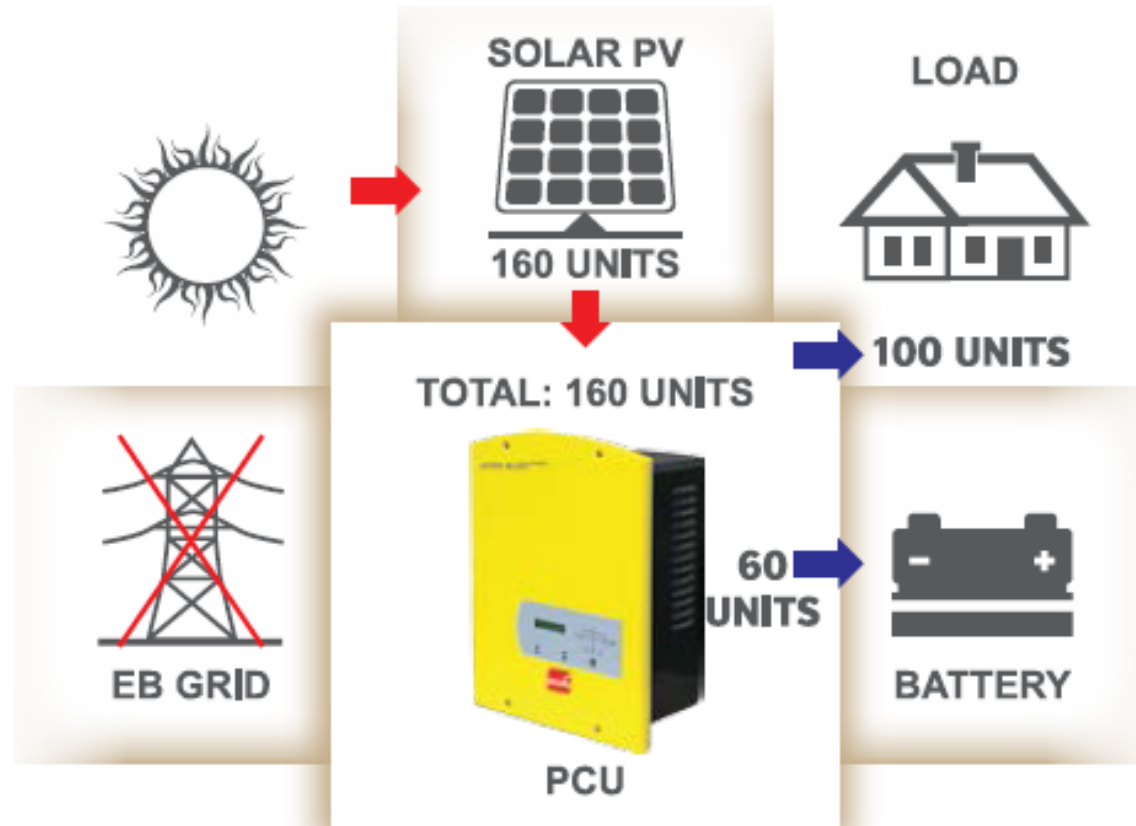 SOLAR PV
160 UNITS
LOAD
100 UNITS
TOTAL: 160 UNITS
60
UNITS
PCU
EB GRID
- +
BATTERY